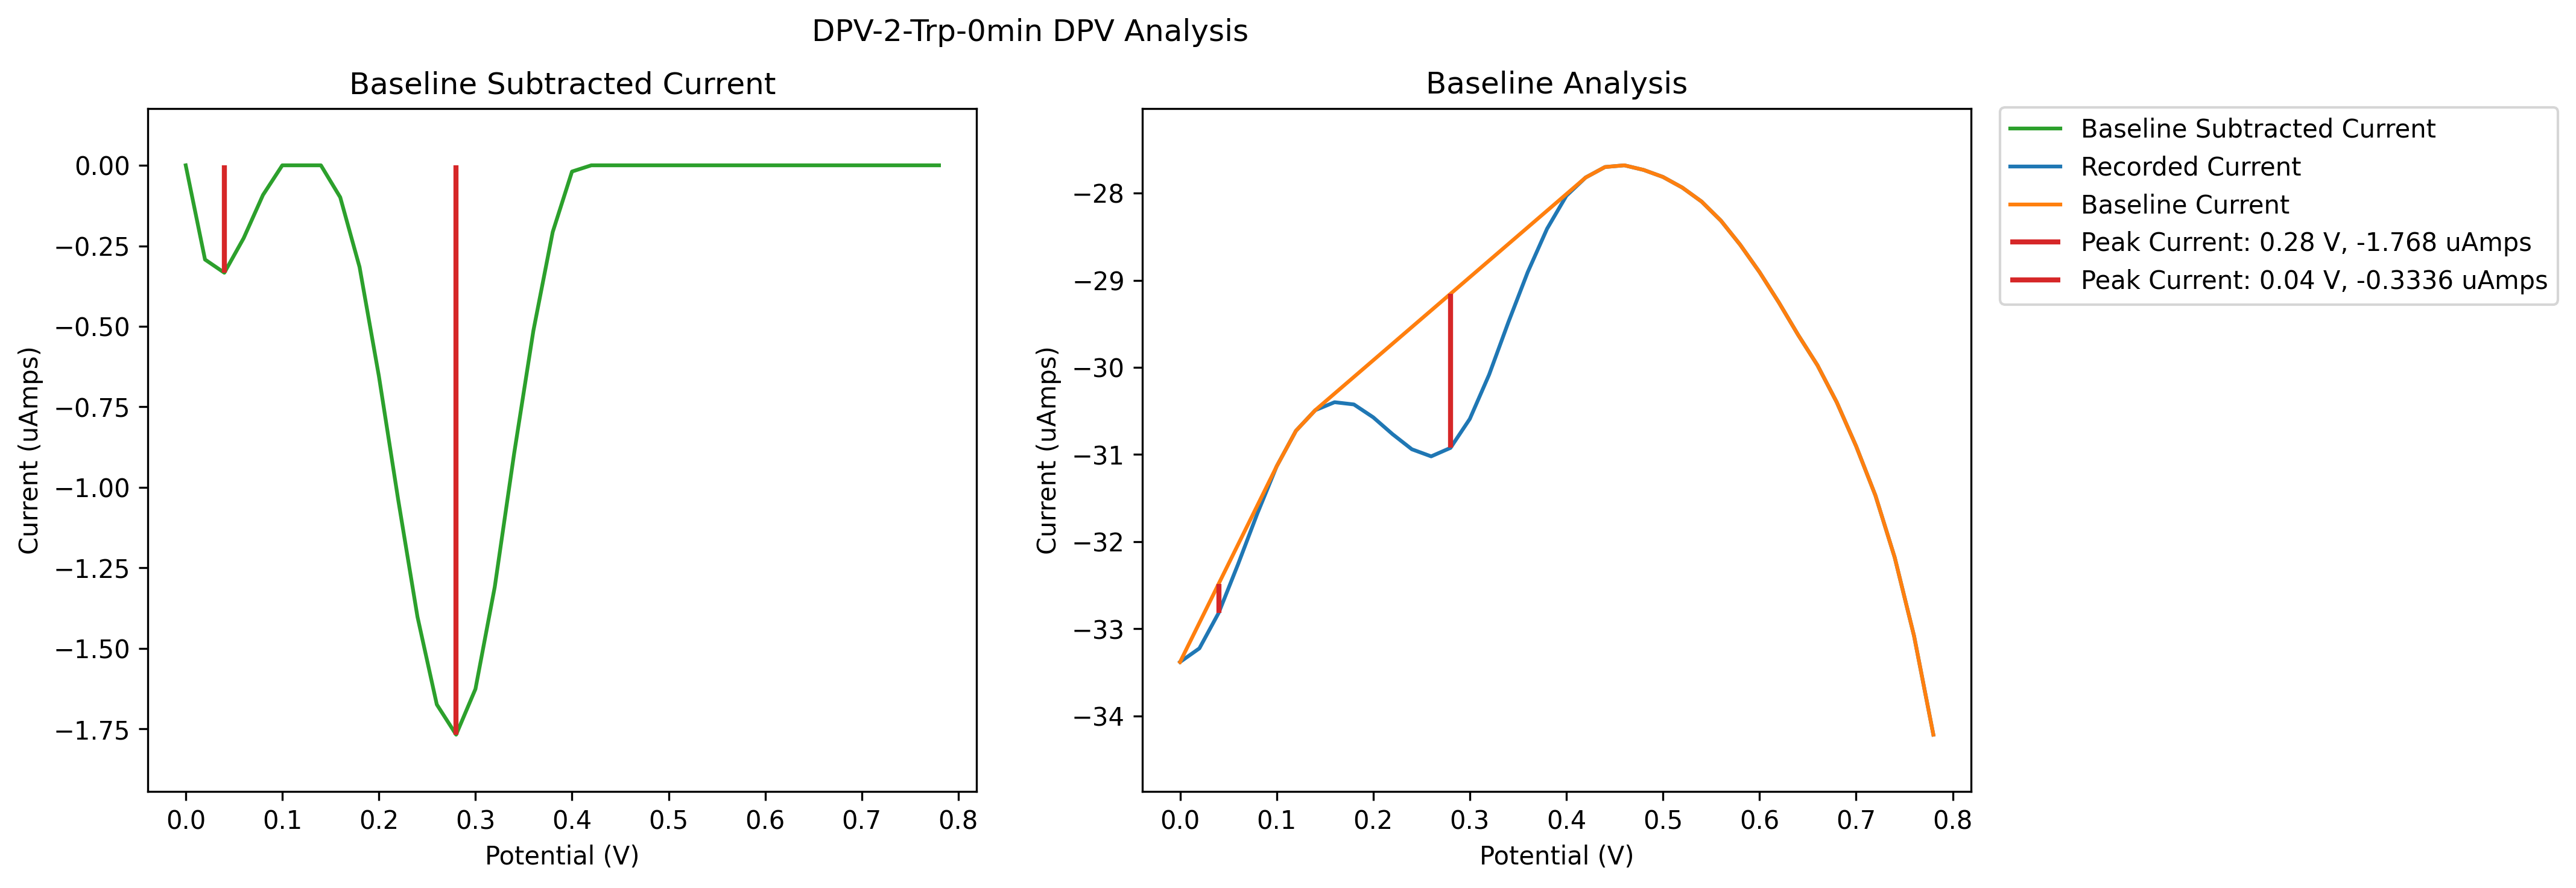 DPV-2-Trp-0min DPV Analysis
Baseline Subtracted Current
0.00
−0.25
−0.50
−0.75
−1.00
−1.25
−1.50
−1.75
Current (uAmps)
0.0 0.1 0.2 0.3 0.4 0.5 0.6 0.7 0.8
Potential (V)
Baseline Analysis
−28
−29
−30
−31
−32
−33
−34
Current (uAmps)
0.0 0.1 0.2 0.3 0.4 0.5 0.6 0.7 0.8
Potential (V)
Baseline Subtracted Current
Recorded Current
Baseline Current
Peak Current: 0.28 V, -1.768 uAmps
Peak Current: 0.04 V, -0.3336 uAmps